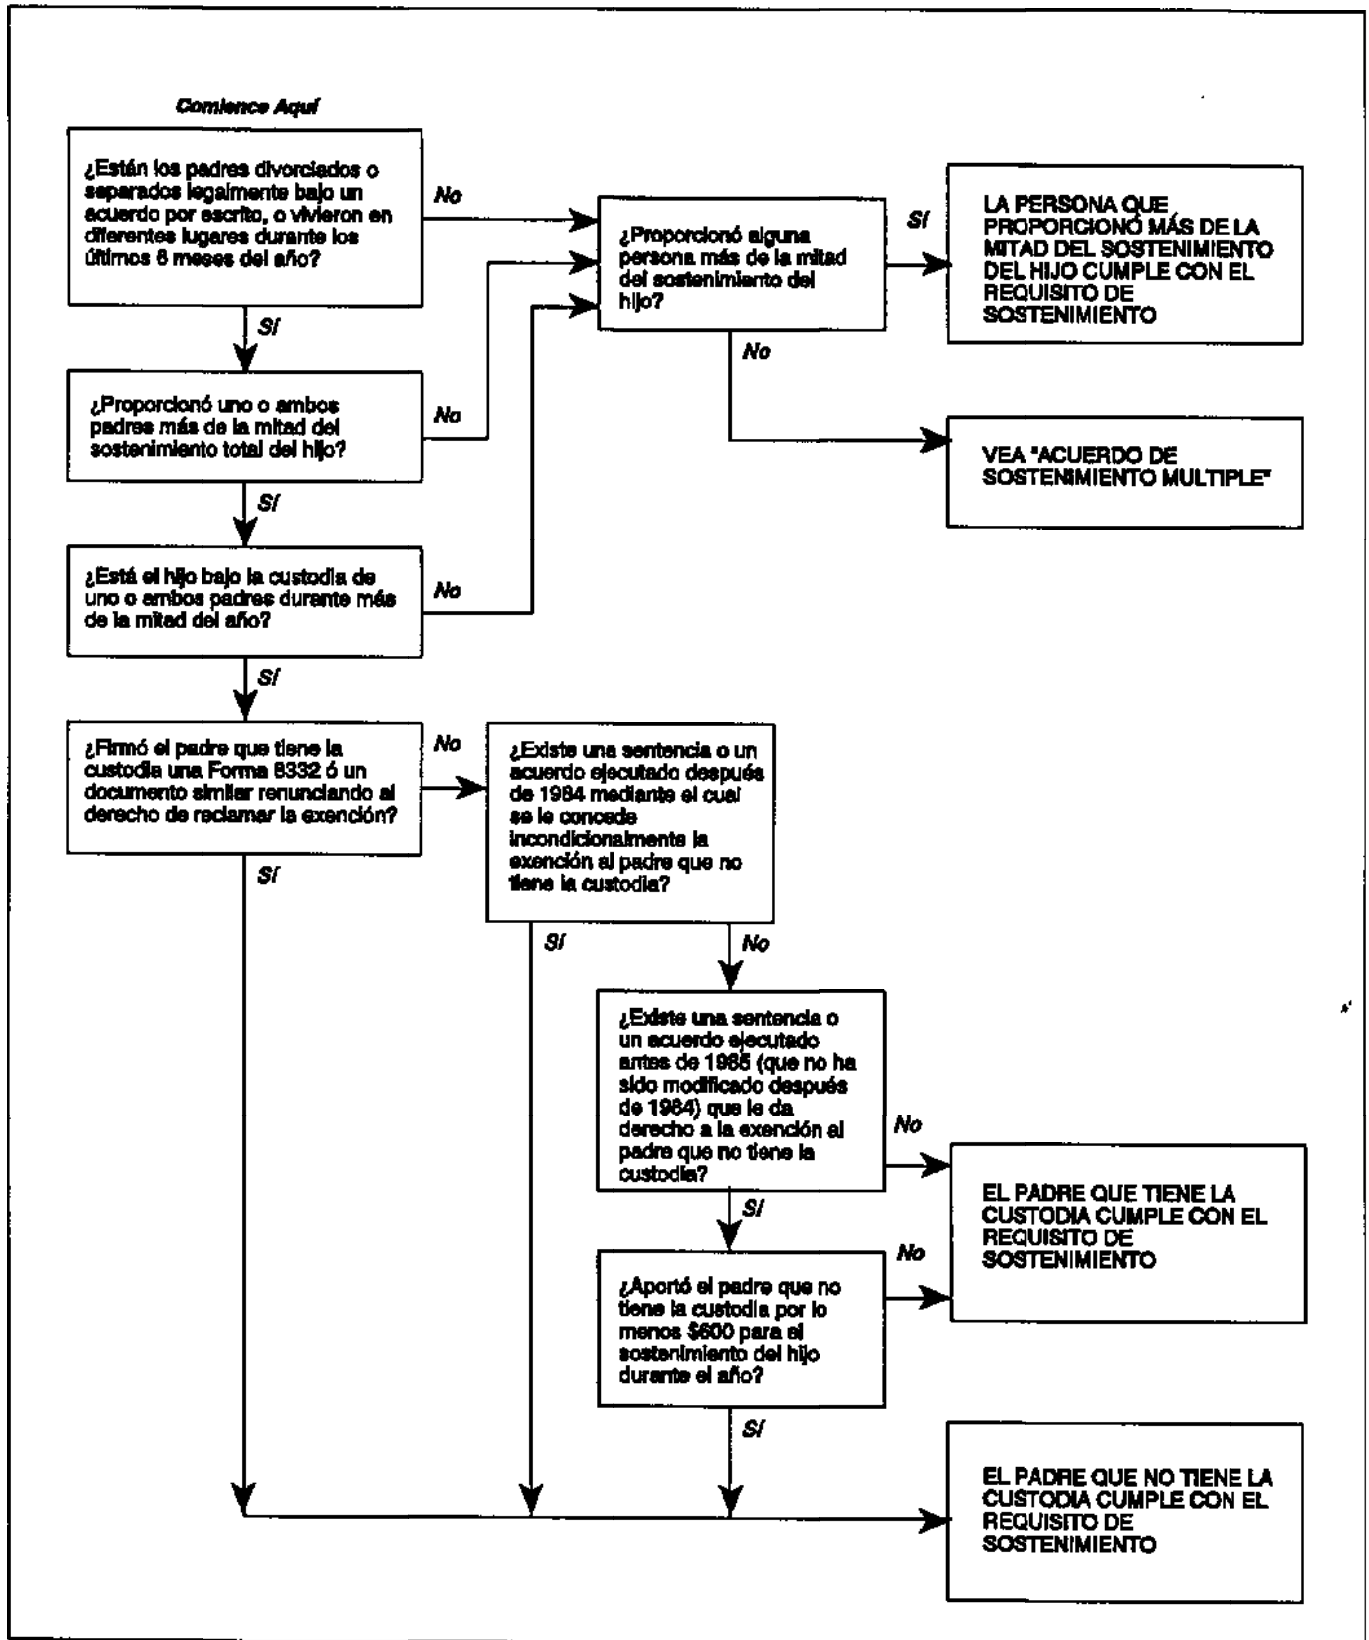 Comience Aquí
¿Están los padres divorciados o
separados legalmente bajo un
acuerdo por escrito, o vivieron en
diferentes lugares durante los
últimos 6 meses del año?
No
Sí
¿Proporcionó alguna
persona más de la mitad
del sostenimiento del
hijo?
Sí
No
LA PERSONA QUE
PROPORCIONÓ MÁS DE LA
MITAD DEL SOSTENIMIENTO
DEL HIJO CUMPLE CON EL
REQUISITO DE
SOSTENIMIENTO
¿Proporcionó uno o ambos
padres más de la mitad del
sostenimiento total del hijo?
No
Sí
VEA "ACUERDO DE
SOSTENIMIENTO MULTIPLE"
¿Está el hijo bajo la custodia de
uno o ambos padres durante más
de la mitad del año?
No
Sí
¿Firmó el padre que tiene la
custodia una Forma 8332 ó un
documento similar renunciando al
derecho de reclamar la exención?
No
Sí
¿Existe una sentencia o un
acuerdo ejecutado después
de 1984 mediante el cual
se le concede
incondicionalmente la
exención al padre que no
tiene la custodia?
Sí
No
¿Existe una sentencia o
un acuerdo ejecutado
antes de 1985 (que no ha
sido modificado después
de 1984) que le da
derecho a la exención al
padre que no tiene la
custodia?
No
Sí
EL PADRE QUE TIENE LA
CUSTODIA CUMPLE CON EL
REQUISITO DE
SOSTENIMIENTO
¿Aportó el padre que no
tiene la custodia por lo
menos $600 para el
sostenimiento del hijo
durante el año?
No
Sí
EL PADRE QUE NO TIENE LA
CUSTODIA CUMPLE CON EL
REQUISITO DE
SOSTENIMIENTO